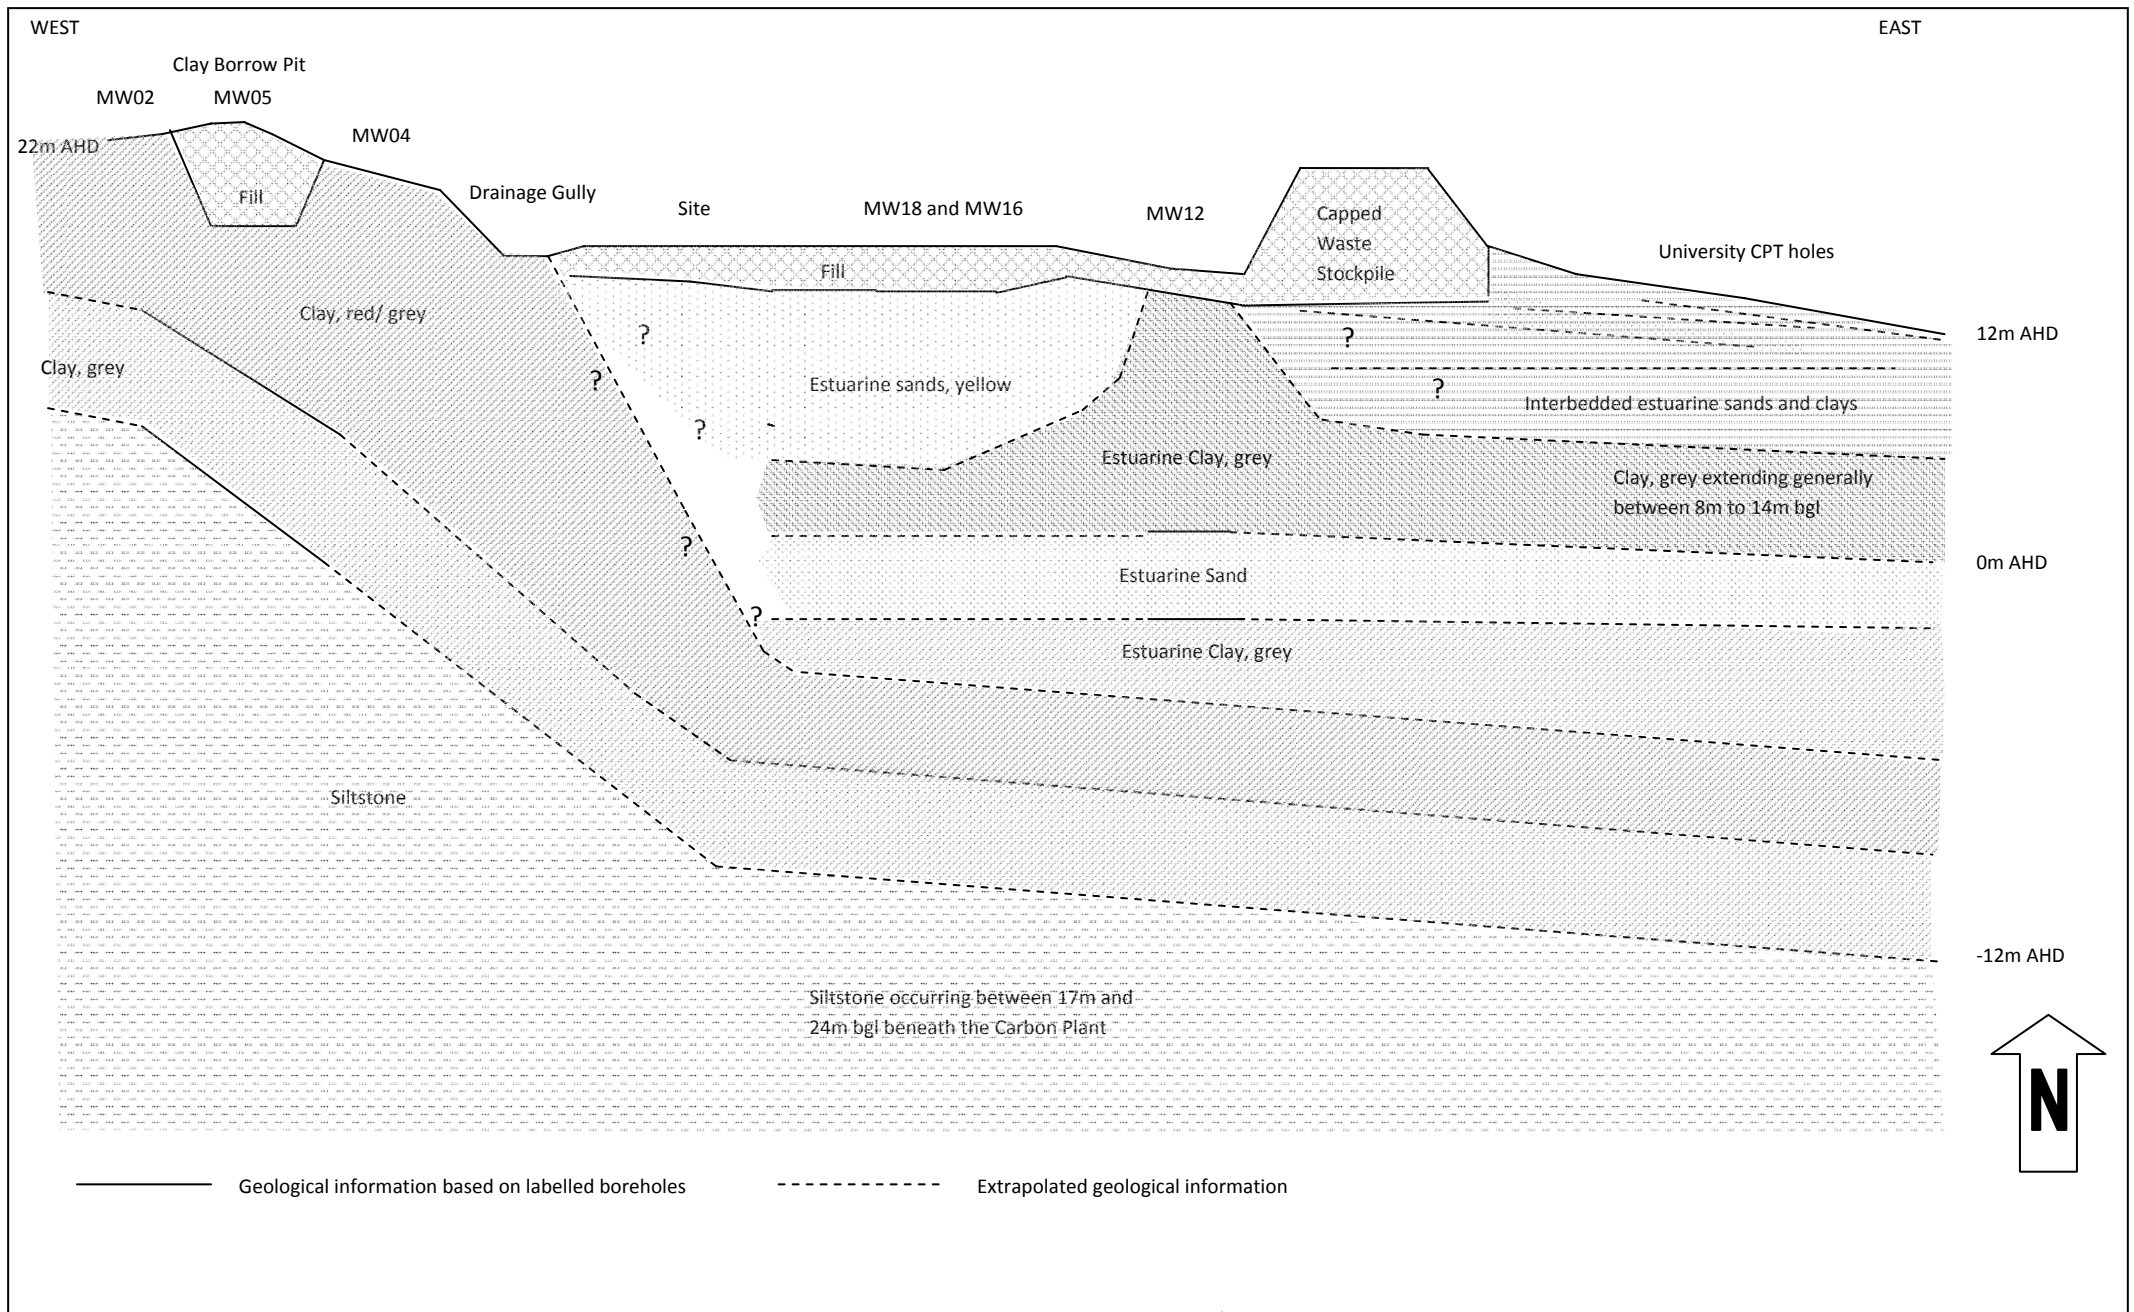 WEST
EAST
Clay Borrow Pit
MW02
MW05
MW04
22m AHD
Fill
Drainage Gully
Site
MW18 and MW16
MW12
Capped
Waste
Stockpile
University CPT holes
Fill
Clay, red/ grey
?
?
12m AHD
Clay, grey
?
Estuarine sands, yellow
?
Interbedded estuarine sands and clays
?
Estuarine Clay, grey
Clay, grey extending generally
between 8m to 14m bgl
?
0m AHD
Estuarine Sand
?
Estuarine Clay, grey
Siltstone
-12m AHD
Siltstone occurring between 17m and
24m bgl beneath the Carbon Plant
N
Geological information based on labelled boreholes
Extrapolated geological information